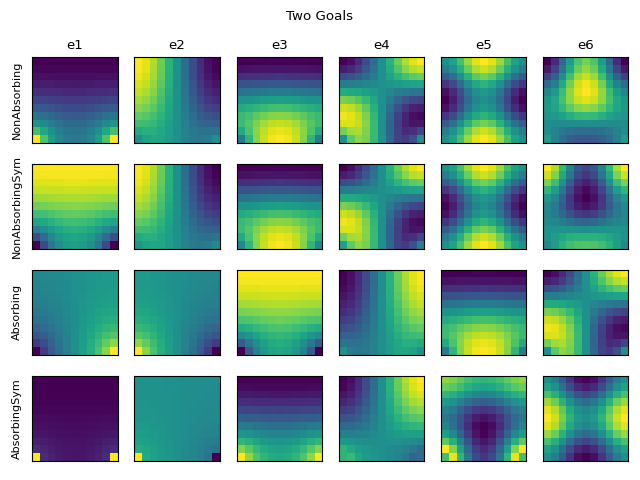 Two Goals
e1 e2 e3 e4 e5 e6
NonAbsorbing
NonAbsorbingSym
Absorbing
AbsorbingSym